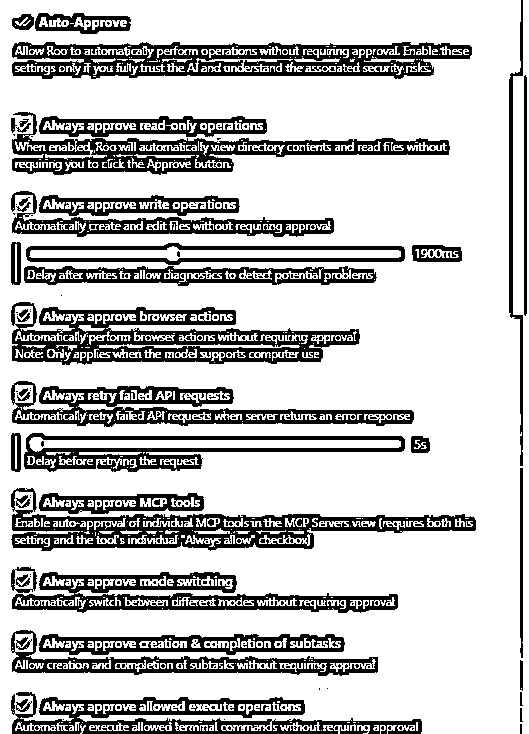 Auto-Approve
Allow Roo to automatically perform operations without requiring approval. Enable these
settings only if you fully trust the AI and understand the associated security risks.
Always approve read-only operations
When enabled, Roo will automatically view directory contents and read files without
requiring you to click the Approve button.
Always approve write operations
Automatically create and edit files without requiring approval
1900ms
Delay after writes to allow diagnostics to detect potential problems
Always approve browser actions
Automatically perform browser actions without requiring approval
Note: Only applies when the model supports computer use
Always retry failed API requests
Automatically retry failed API requests when server returns an error response
5s
Delay before retrying the request
Always approve MCP tools
Enable auto-approval of individual MCP tools in the MCP Servers view (requires both this
setting and the tool's individual "Always allow" checkbox)
Always approve mode switching
Automatically switch between different modes without requiring approval
Always approve creation & completion of subtasks
Allow creation and completion of subtasks without requiring approval
Always approve allowed execute operations
Automatically execute allowed terminal commands without requiring approval